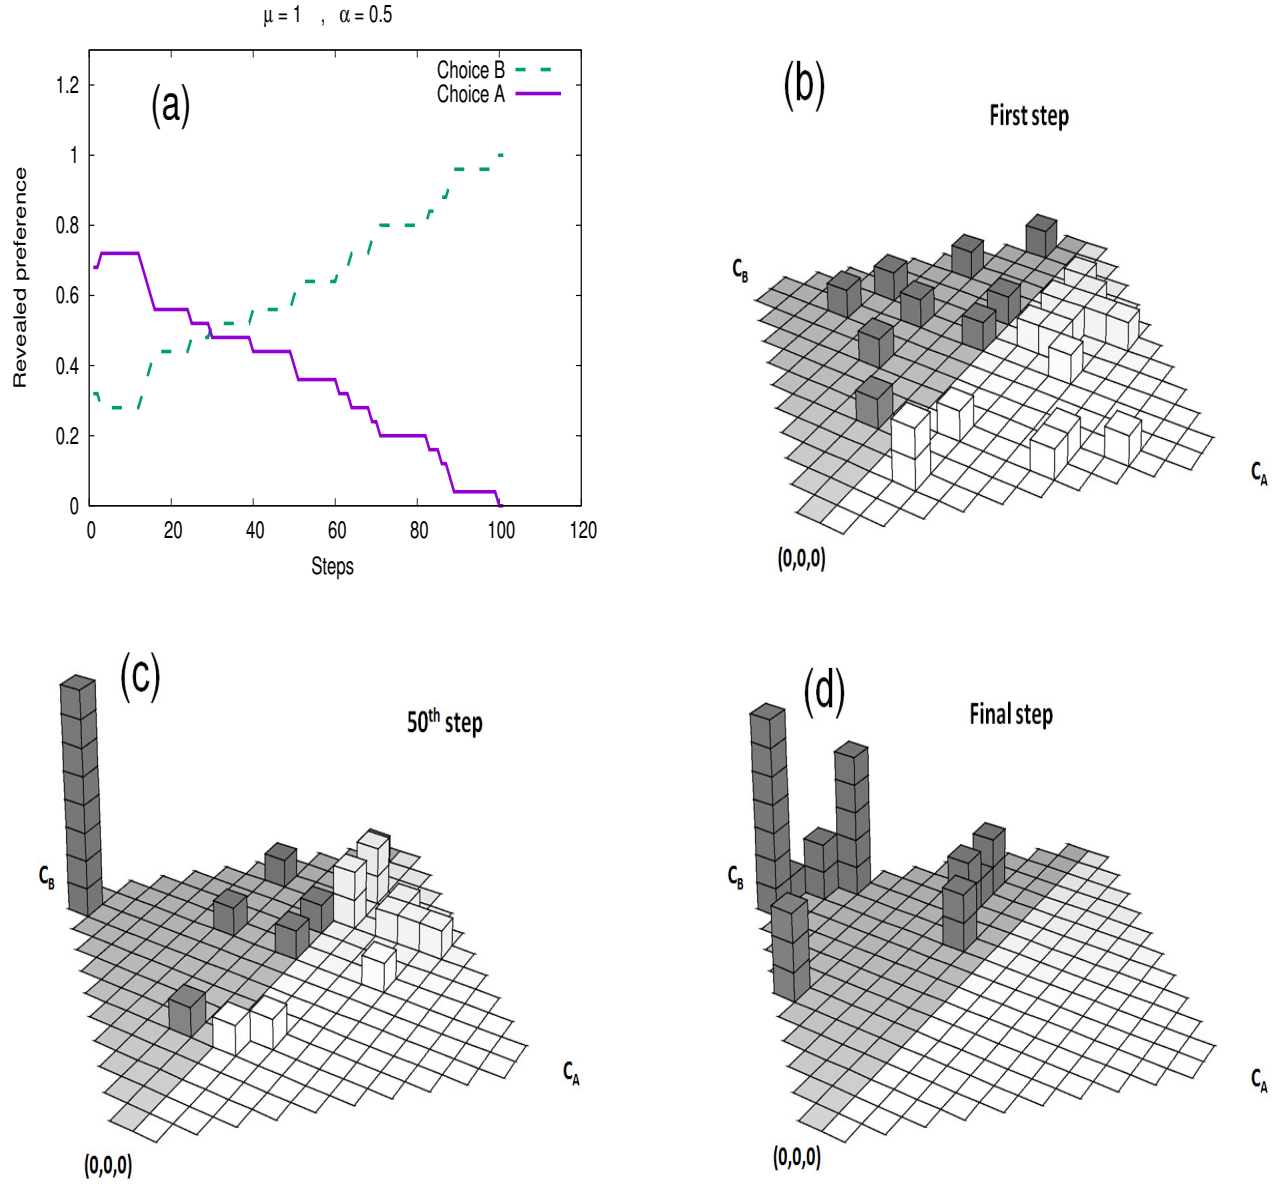 μ = 1 , α = 0.5
(a)
Choice B
Choice A
1.2
1
0.8
0.6
0.4
0.2
0
Revealed preference
0 20 40 60 80 100 120
Steps
(b)
First step
C_B
C_A
(0,0,0)
(c)
50th step
C_B
C_A
(0,0,0)
(d)
Final step
C_B
C_A
(0,0,0)